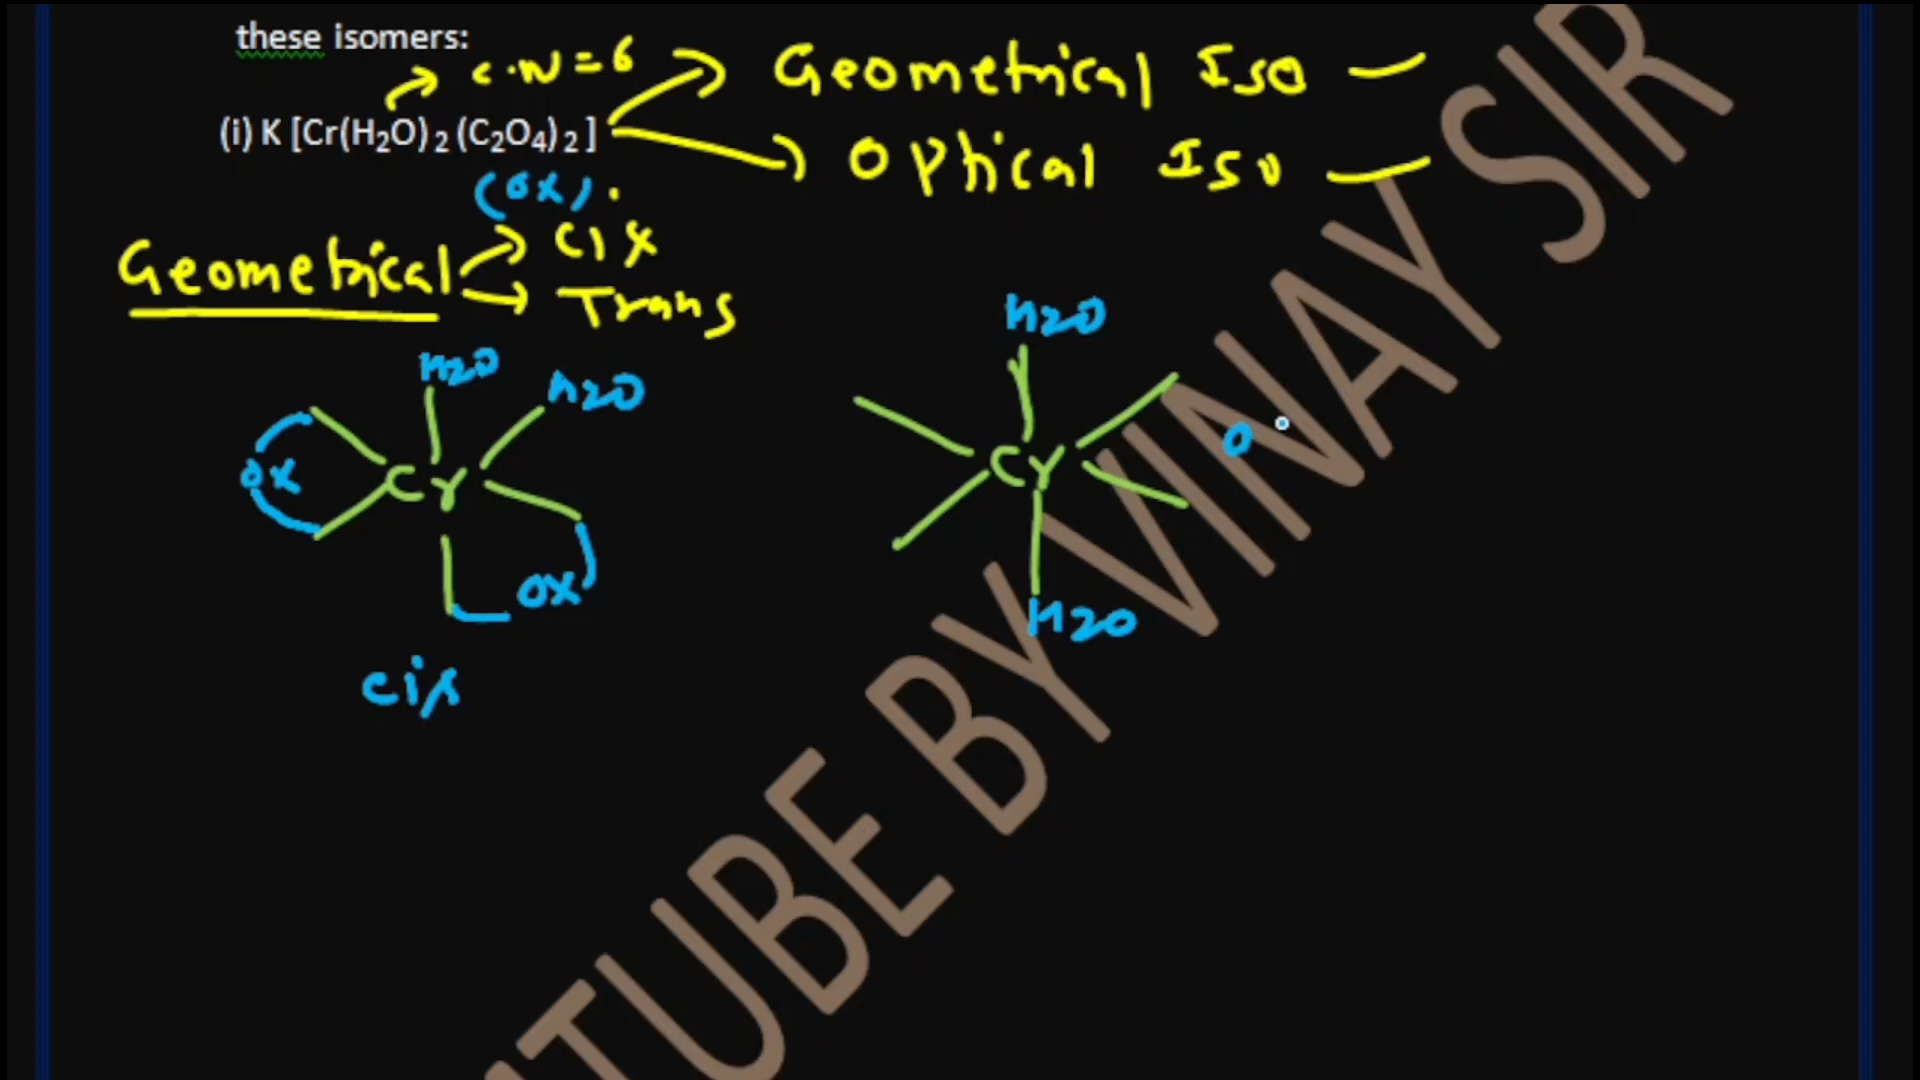 these isomers:
C.N = 6
Geometrical Iso
(i) K [Cr(H₂O)₂ (C₂O₄)₂]
Optical Iso
(ox).
Geometrical
Cis
Trans
H2O
H2O
H2O
ox
Cr
Cr
O
ox
H2O
cis
TUBE BY VINAY SIR